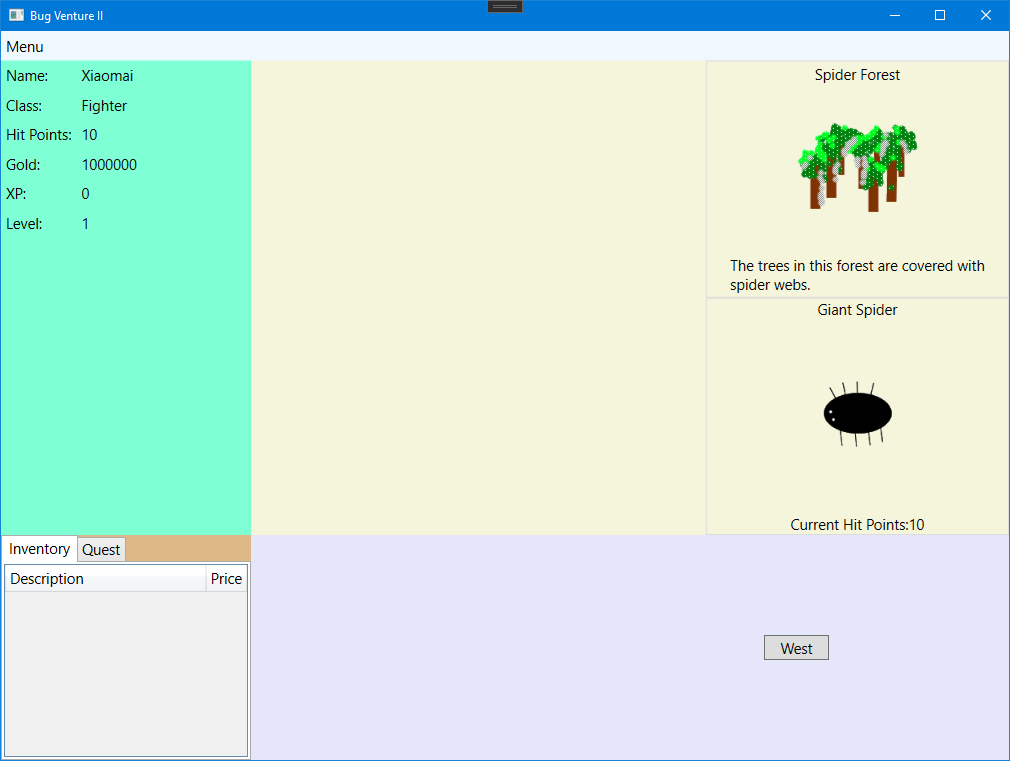 Bug Venture II
Menu
Name: Xiaomai
Class: Fighter
Hit Points: 10
Gold: 1000000
XP: 0
Level: 1
Spider Forest
The trees in this forest are covered with
spider webs.
Giant Spider
Current Hit Points:10
Inventory Quest
Description Price
West